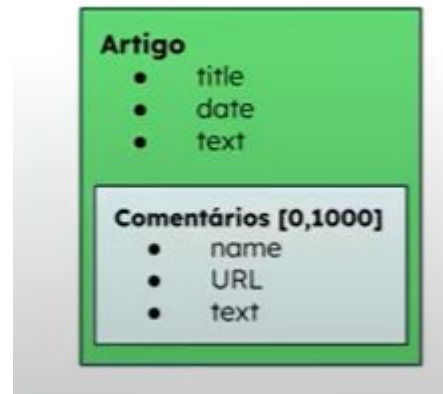 Artigo
● title
● date
● text
Comentários [0,1000]
● name
● URL
● text